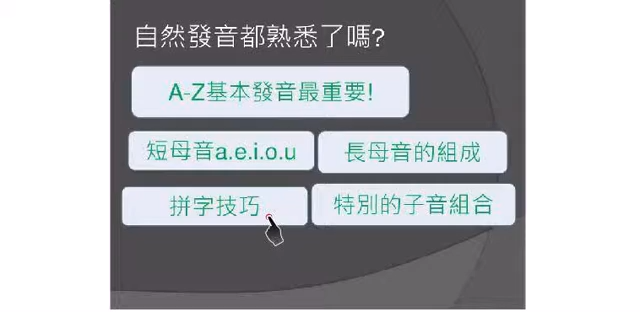 自然發音都熟悉了嗎?
A-Z基本發音最重要!
短母音a.e.i.o.u
長母音的組成
拼字技巧
特別的子音組合